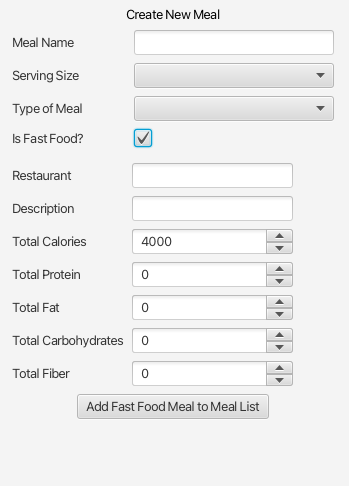 Create New Meal
Meal Name
Serving Size
Type of Meal
Is Fast Food?
Restaurant
Description
Total Calories 4000
Total Protein 0
Total Fat 0
Total Carbohydrates 0
Total Fiber 0
Add Fast Food Meal to Meal List